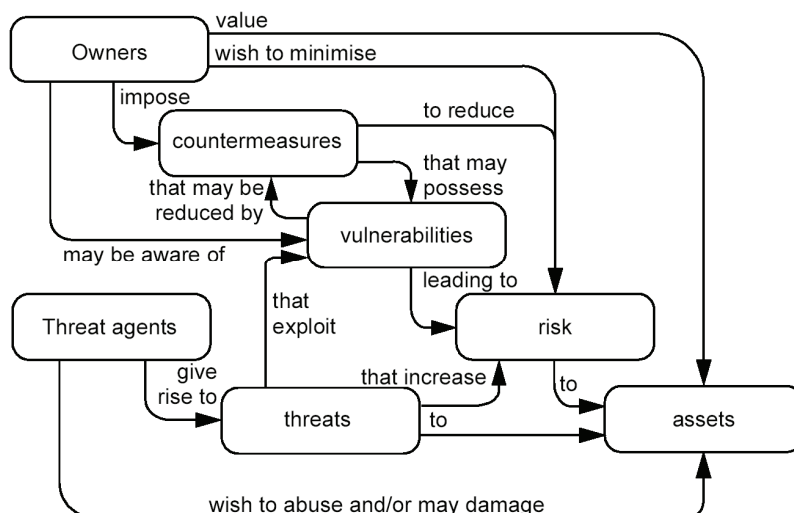 value
Owners
wish to minimise
impose
to reduce
countermeasures
that may be
reduced by
that may
possess
vulnerabilities
may be aware of
leading to
that
exploit
Threat agents
risk
give
rise to
that increase
to
to
threats
assets
wish to abuse and/or may damage